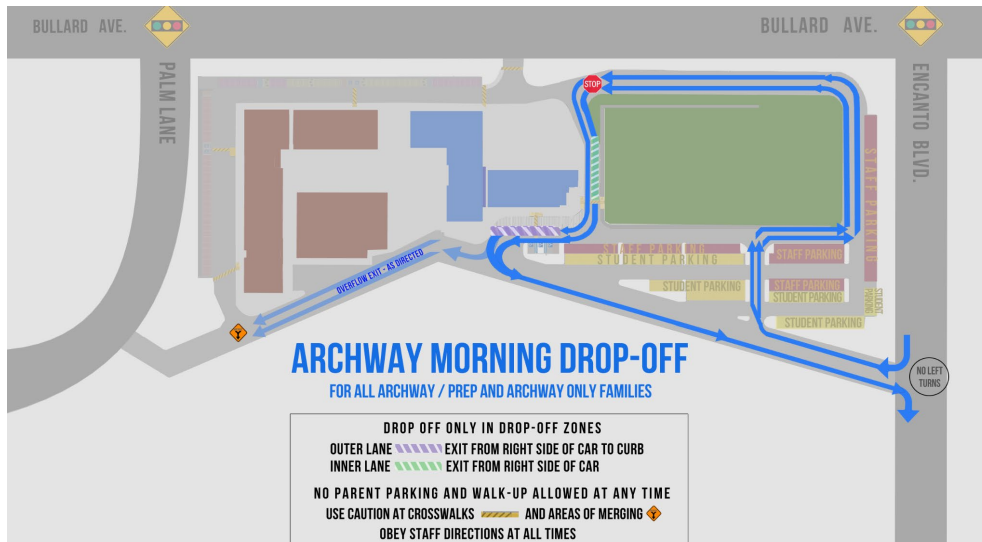 BULLARD AVE.
BULLARD AVE.
PALM LANE
ENCANTO BLVD.
STOP
STAFF PARKING
STAFF PARKING
STUDENT PARKING
STAFF PARKING
STUDENT PARKING
STAFF PARKING
STUDENT PARKING
STUDENT PARKING
STUDENT PARKING
OVERFLOW EXIT - AS DIRECTED
NO LEFT
TURNS
ARCHWAY MORNING DROP-OFF
FOR ALL ARCHWAY / PREP AND ARCHWAY ONLY FAMILIES
DROP OFF ONLY IN DROP-OFF ZONES
OUTER LANE EXIT FROM RIGHT SIDE OF CAR TO CURB
INNER LANE EXIT FROM RIGHT SIDE OF CAR
NO PARENT PARKING AND WALK-UP ALLOWED AT ANY TIME
USE CAUTION AT CROSSWALKS AND AREAS OF MERGING
OBEY STAFF DIRECTIONS AT ALL TIMES